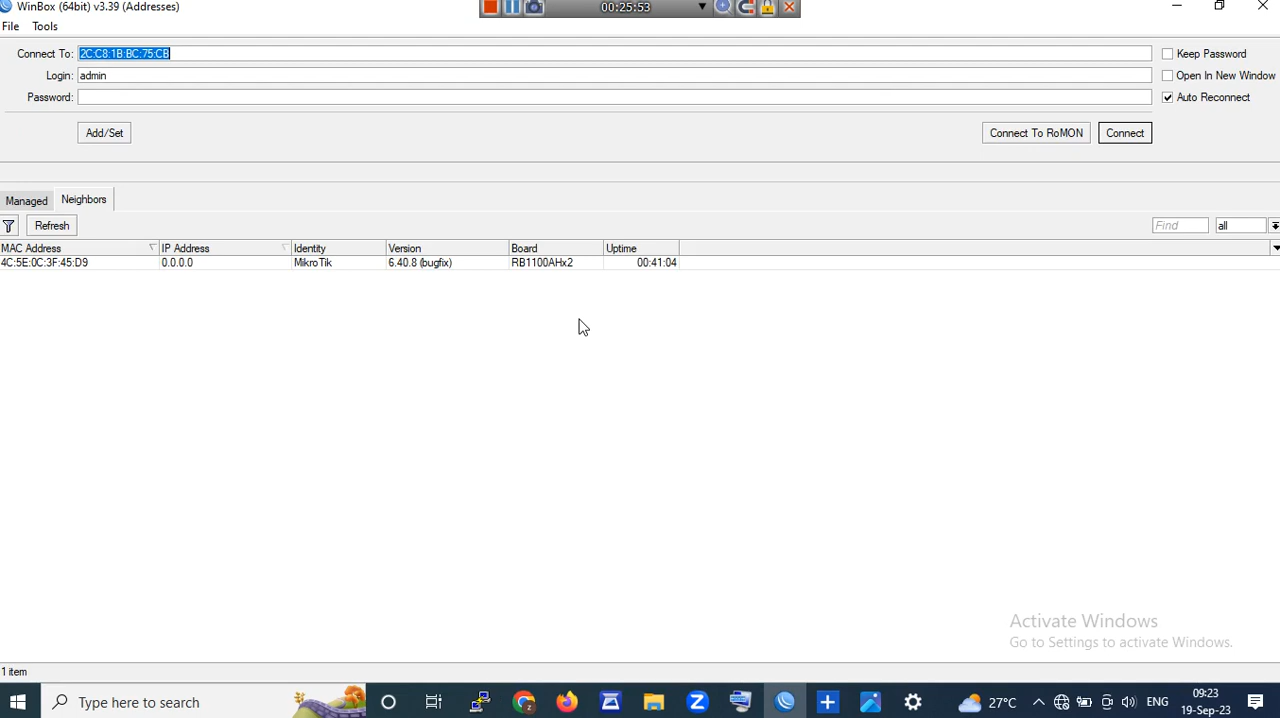 WinBox (64bit) v3.39 (Addresses)
00:25:53
File Tools
Connect To: 2C:C8:1B:BC:75:CB
Keep Password
Login: admin
Open In New Window
Password:
Auto Reconnect
Add/Set
Connect To RoMON
Connect
Managed
Neighbors
Refresh
Find
all
MAC Address IP Address Identity Version Board Uptime
4C:5E:0C:3F:45:D9 0.0.0.0 MikroTik 6.40.8 (bugfix) RB1100AHx2 00:41:04
Activate Windows
Go to Settings to activate Windows.
1 item
Type here to search
27°C
ENG
09:23
19-Sep-23